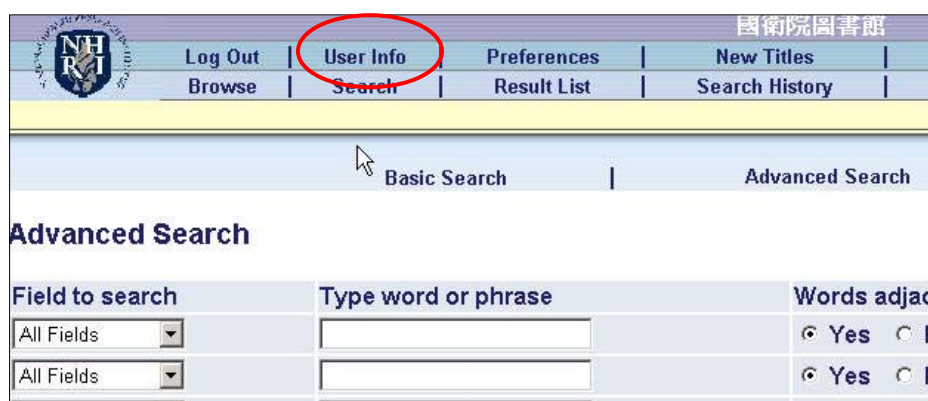 國衛院圖書館
NHRI
Log Out | User Info | Preferences | New Titles |
Browse | Search | Result List | Search History |
Basic Search | Advanced Search
Advanced Search
Field to search Type word or phrase Words
All Fields Yes
All Fields Yes